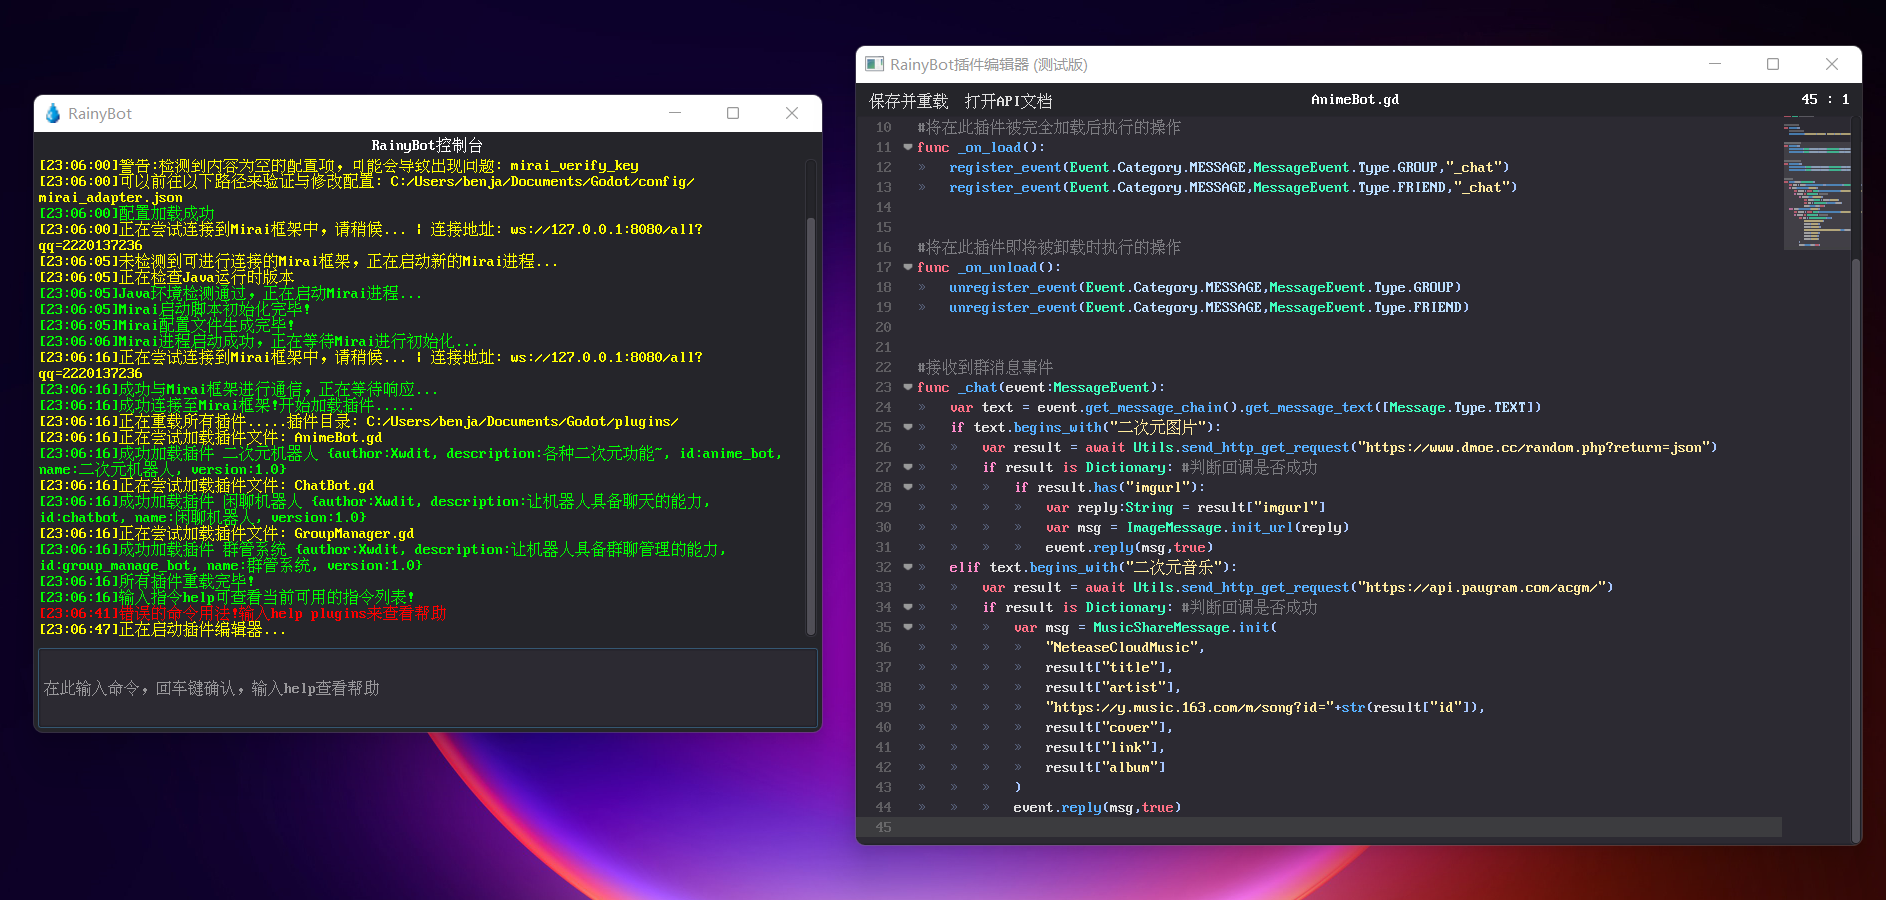 RainyBot
RainyBot控制台
[23:06:00]警告:检测到内容为空的配置项，可能会导致出现问题: mirai_verify_key
[23:06:00]可以前往以下路径来验证与修改配置: C:/Users/benja/Documents/Godot/config/
mirai_adapter.json
[23:06:00]配置加载成功
[23:06:00]正在尝试连接到Mirai框架中，请稍候... | 连接地址: ws://127.0.0.1:8080/all?
qq=2220137236
[23:06:05]未检测到可进行连接的Mirai框架，正在启动新的Mirai进程...
[23:06:05]正在检查Java运行时版本
[23:06:05]Java环境检测通过，正在启动Mirai进程...
[23:06:05]Mirai启动脚本初始化完毕!
[23:06:05]Mirai配置文件生成完毕!
[23:06:06]Mirai进程启动成功，正在等待Mirai进行初始化...
[23:06:16]正在尝试连接到Mirai框架中，请稍候... | 连接地址: ws://127.0.0.1:8080/all?
qq=2220137236
[23:06:16]成功与Mirai框架进行通信，正在等待响应...
[23:06:16]成功连接至Mirai框架!开始加载插件.....
[23:06:16]正在重载所有插件.....插件目录: C:/Users/benja/Documents/Godot/plugins/
[23:06:16]正在尝试加载插件文件: AnimeBot.gd
[23:06:16]成功加载插件 二次元机器人 {author:Xwdit, description:各种二次元功能~, id:anime_bot,
name:二次元机器人, version:1.0}
[23:06:16]正在尝试加载插件文件: ChatBot.gd
[23:06:16]成功加载插件 闲聊机器人 {author:Xwdit, description:让机器人具备聊天的能力,
id:chatbot, name:闲聊机器人, version:1.0}
[23:06:16]正在尝试加载插件文件: GroupManager.gd
[23:06:16]成功加载插件 群管系统 {author:Xwdit, description:让机器人具备群聊管理的能力,
id:group_manage_bot, name:群管系统, version:1.0}
[23:06:16]所有插件重载完毕!
[23:06:16]输入指令help可查看当前可用的指令列表!
[23:06:41]错误的命令用法!输入help plugins来查看帮助
[23:06:47]正在启动插件编辑器...
在此输入命令，回车键确认，输入help查看帮助
RainyBot插件编辑器 (测试版)
保存并重载 打开API文档 AnimeBot.gd 45 : 1
10 #将在此插件被完全加载后执行的操作
11 func _on_load():
12 » register_event(Event.Category.MESSAGE,MessageEvent.Type.GROUP,"_chat")
13 » register_event(Event.Category.MESSAGE,MessageEvent.Type.FRIEND,"_chat")
14
15
16 #将在此插件即将被卸载时执行的操作
17 func _on_unload():
18 » unregister_event(Event.Category.MESSAGE,MessageEvent.Type.GROUP)
19 » unregister_event(Event.Category.MESSAGE,MessageEvent.Type.FRIEND)
20
21
22 #接收到群消息事件
23 func _chat(event:MessageEvent):
24 » var text = event.get_message_chain().get_message_text([Message.Type.TEXT])
25 » if text.begins_with("二次元图片"):
26 » » var result = await Utils.send_http_get_request("https://www.dmoe.cc/random.php?return=json")
27 » » if result is Dictionary: #判断回调是否成功
28 » » » if result.has("imgurl"):
29 » » » » var reply:String = result["imgurl"]
30 » » » » var msg = ImageMessage.init_url(reply)
31 » » » » event.reply(msg,true)
32 » elif text.begins_with("二次元音乐"):
33 » » var result = await Utils.send_http_get_request("https://api.paugram.com/acgm/")
34 » » if result is Dictionary: #判断回调是否成功
35 » » » var msg = MusicShareMessage.init(
36 » » » » "NeteaseCloudMusic",
37 » » » » result["title"],
38 » » » » result["artist"],
39 » » » » "https://y.music.163.com/m/song?id="+str(result["id"]),
40 » » » » result["cover"],
41 » » » » result["link"],
42 » » » » result["album"]
43 » » » )
44 » » » event.reply(msg,true)
45